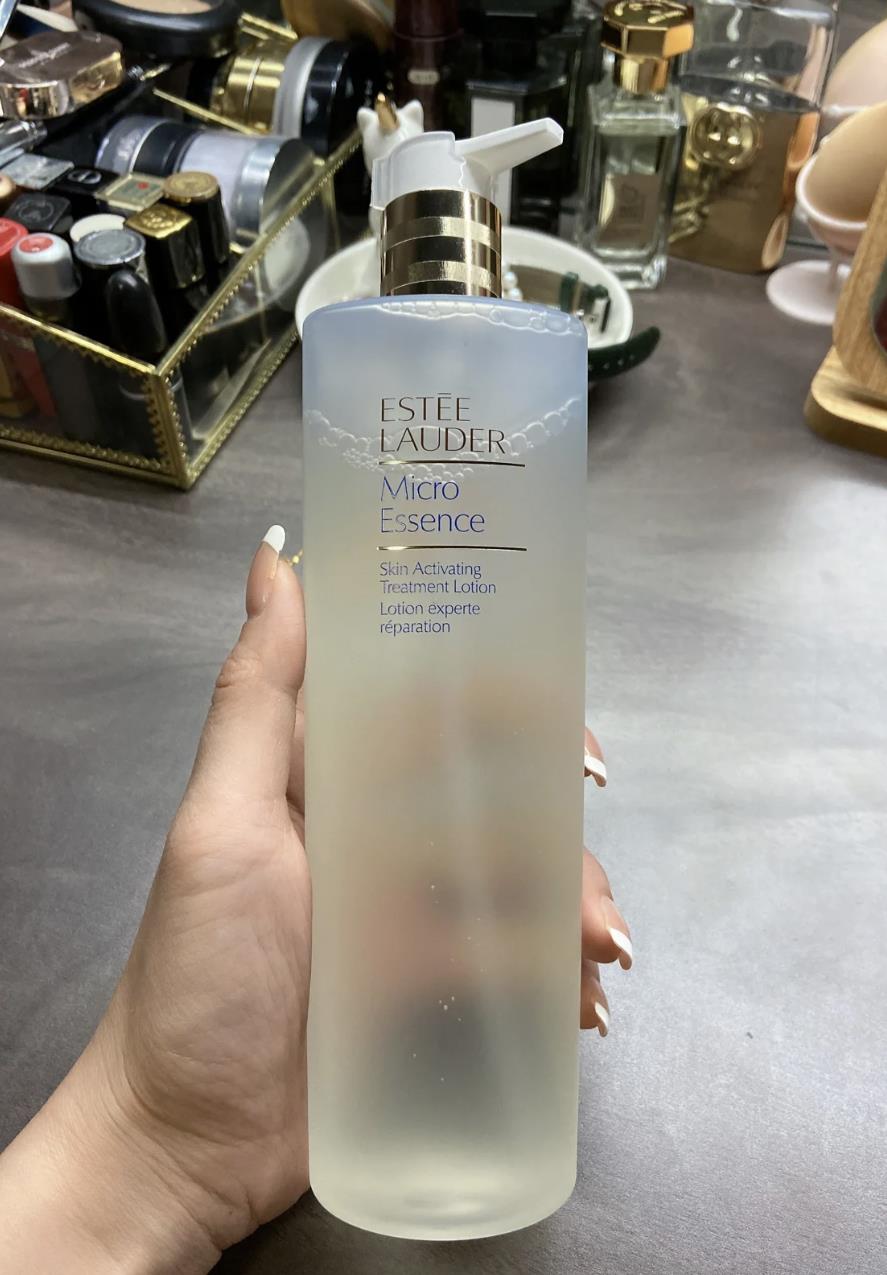 ESTĒE
LAUDER
Micro
Essence
Skin Activating
Treatment Lotion
Lotion experte
réparation